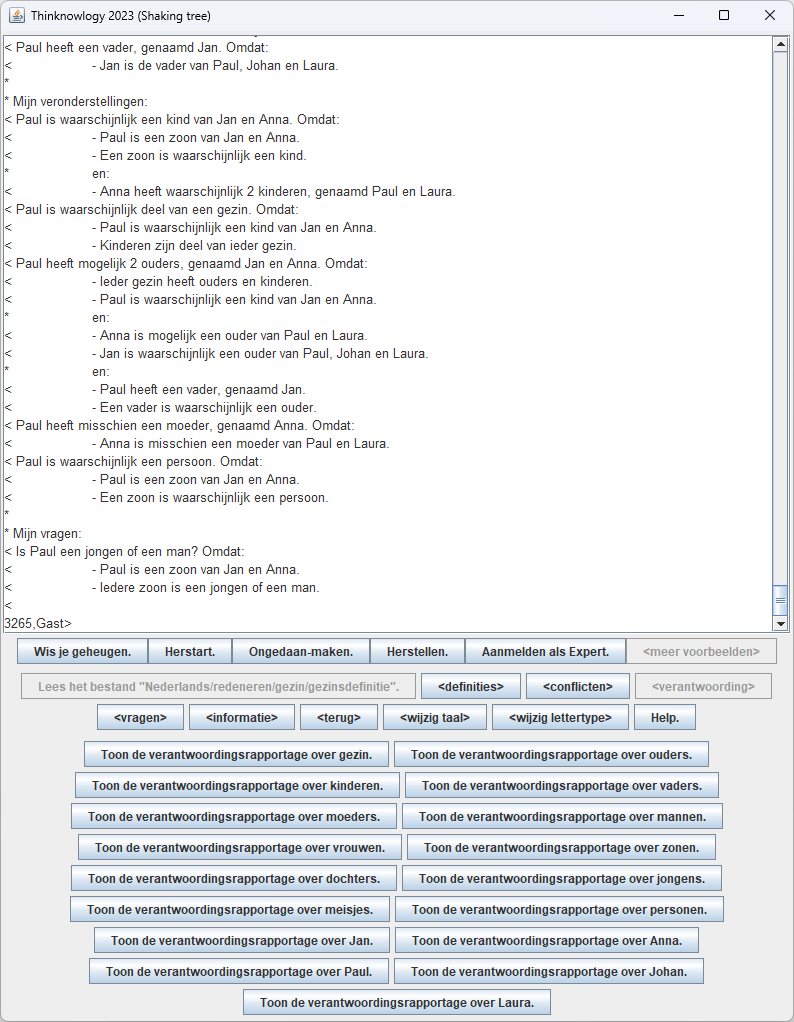 Thinknowlogy 2023 (Shaking tree)
< Paul heeft een vader, genaamd Jan. Omdat:
< - Jan is de vader van Paul, Johan en Laura.
*
* Mijn veronderstellingen:
< Paul is waarschijnlijk een kind van Jan en Anna. Omdat:
< - Paul is een zoon van Jan en Anna.
< - Een zoon is waarschijnlijk een kind.
* en:
< - Anna heeft waarschijnlijk 2 kinderen, genaamd Paul en Laura.
< Paul is waarschijnlijk deel van een gezin. Omdat:
< - Paul is waarschijnlijk een kind van Jan en Anna.
< - Kinderen zijn deel van ieder gezin.
< Paul heeft mogelijk 2 ouders, genaamd Jan en Anna. Omdat:
< - Ieder gezin heeft ouders en kinderen.
< - Paul is waarschijnlijk een kind van Jan en Anna.
* en:
< - Anna is mogelijk een ouder van Paul en Laura.
< - Jan is waarschijnlijk een ouder van Paul, Johan en Laura.
* en:
< - Paul heeft een vader, genaamd Jan.
< - Een vader is waarschijnlijk een ouder.
< Paul heeft misschien een moeder, genaamd Anna. Omdat:
< - Anna is misschien een moeder van Paul en Laura.
< Paul is waarschijnlijk een persoon. Omdat:
< - Paul is een zoon van Jan en Anna.
< - Een zoon is waarschijnlijk een persoon.
*
* Mijn vragen:
< Is Paul een jongen of een man? Omdat:
< - Paul is een zoon van Jan en Anna.
< - Iedere zoon is een jongen of een man.
<
3265,Gast>
Wis je geheugen. Herstart. Ongedaan-maken. Herstellen. Aanmelden als Expert. <meer voorbeelden>
Lees het bestand "Nederlands/redeneren/gezin/gezinsdefinitie". <definities> <conflicten> <verantwoording>
<vragen> <informatie> <terug> <wijzig taal> <wijzig lettertype> Help.
Toon de verantwoordingsrapportage over gezin. Toon de verantwoordingsrapportage over ouders.
Toon de verantwoordingsrapportage over kinderen. Toon de verantwoordingsrapportage over vaders.
Toon de verantwoordingsrapportage over moeders. Toon de verantwoordingsrapportage over mannen.
Toon de verantwoordingsrapportage over vrouwen. Toon de verantwoordingsrapportage over zonen.
Toon de verantwoordingsrapportage over dochters. Toon de verantwoordingsrapportage over jongens.
Toon de verantwoordingsrapportage over meisjes. Toon de verantwoordingsrapportage over personen.
Toon de verantwoordingsrapportage over Jan. Toon de verantwoordingsrapportage over Anna.
Toon de verantwoordingsrapportage over Paul. Toon de verantwoordingsrapportage over Johan.
Toon de verantwoordingsrapportage over Laura.